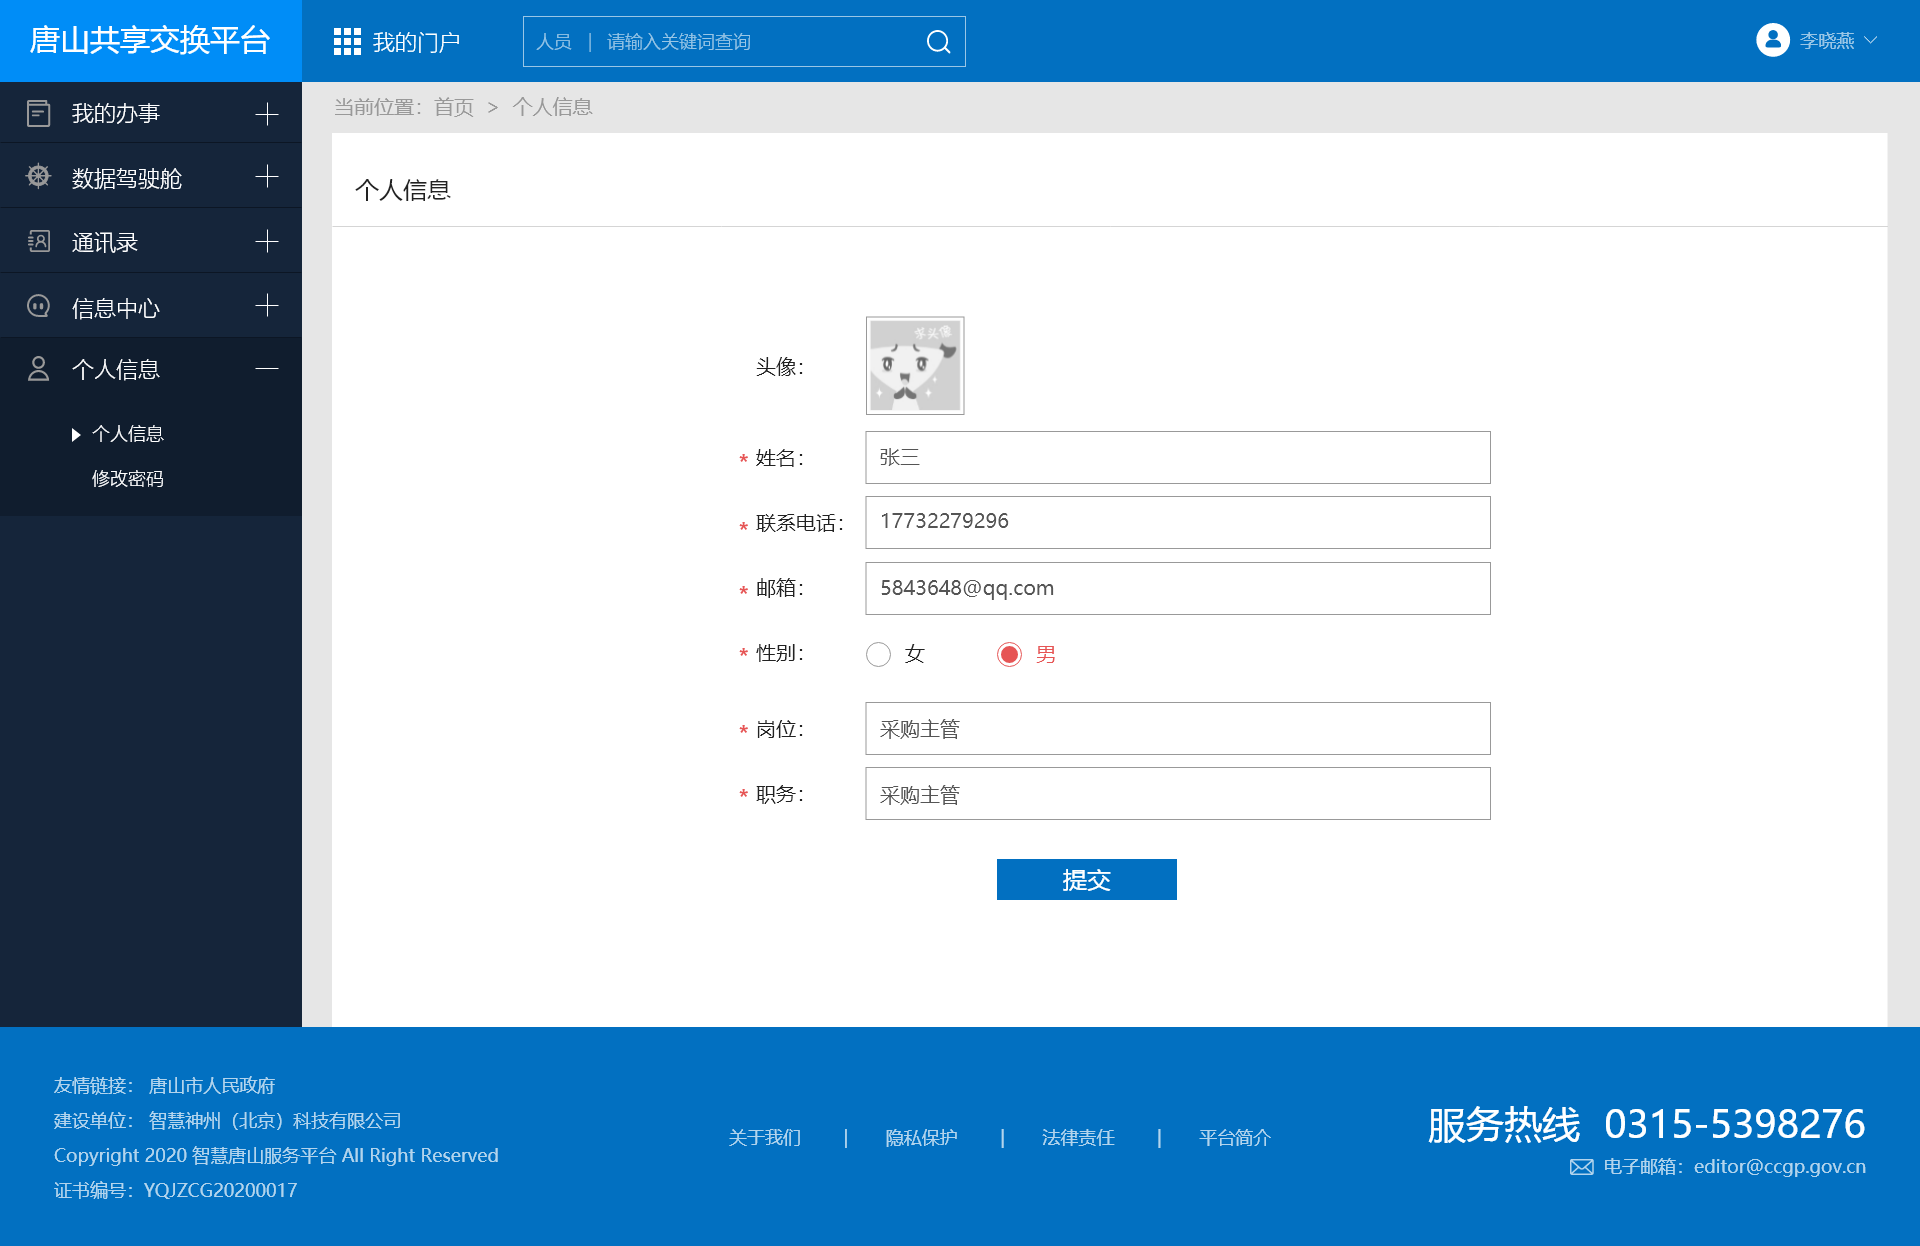 唐山共享交换平台
我的门户
人员 | 请输入关键词查询
李晓燕
我的办事
数据驾驶舱
通讯录
信息中心
个人信息
个人信息
修改密码
当前位置：首页 > 个人信息
个人信息
头像：
* 姓名： 张三
* 联系电话： 17732279296
* 邮箱： 5843648@qq.com
* 性别： 女 男
* 岗位： 采购主管
* 职务： 采购主管
提交
友情链接： 唐山市人民政府
建设单位： 智慧神州（北京）科技有限公司
Copyright 2020 智慧唐山服务平台 All Right Reserved
证书编号：YQJZCG20200017
关于我们 | 隐私保护 | 法律责任 | 平台简介
服务热线 0315-5398276
电子邮箱：editor@ccgp.gov.cn